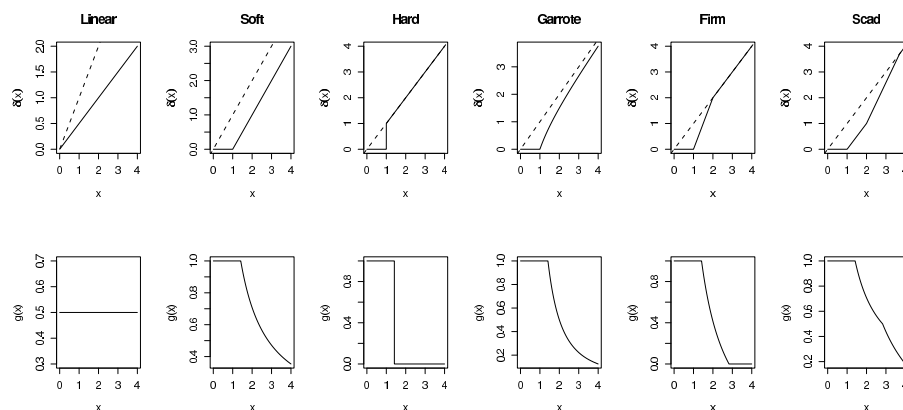 Linear Soft Hard Garrote Firm Scad
δ(x) 0.0 0.5 1.0 1.5 2.0
0 1 2 3 4
x
δ(x) 0.0 1.0 2.0 3.0
0 1 2 3 4
x
δ(x) 0 1 2 3 4
0 1 2 3 4
x
δ(x) 0 1 2 3
0 1 2 3 4
x
δ(x) 0 1 2 3 4
0 1 2 3 4
x
δ(x) 0 1 2 3 4
0 1 2 3 4
x
g(x) 0.3 0.4 0.5 0.6 0.7
0 1 2 3 4
x
g(x) 0.4 0.6 0.8 1.0
0 1 2 3 4
x
g(x) 0.0 0.4 0.8
0 1 2 3 4
x
g(x) 0.2 0.4 0.6 0.8 1.0
0 1 2 3 4
x
g(x) 0.0 0.4 0.8
0 1 2 3 4
x
g(x) 0.2 0.4 0.6 0.8 1.0
0 1 2 3 4
x